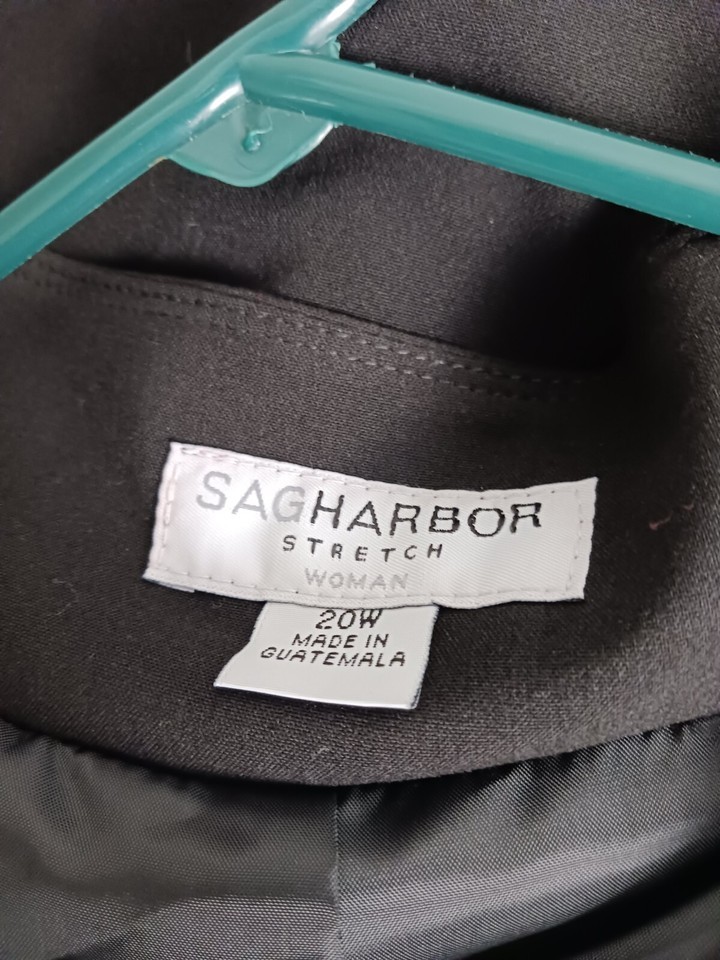 SAGHARBOR
STRETCH
WOMAN
20W
MADE IN
GUATEMALA